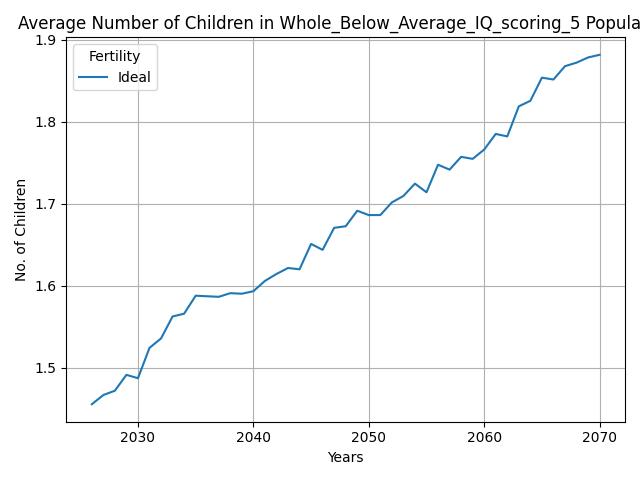 Average Number of Children in Whole_Below_Average_IQ_scoring_5 Popula
Fertility
Ideal
No. of Children
1.9
1.8
1.7
1.6
1.5
2030 2040 2050 2060 2070
Years